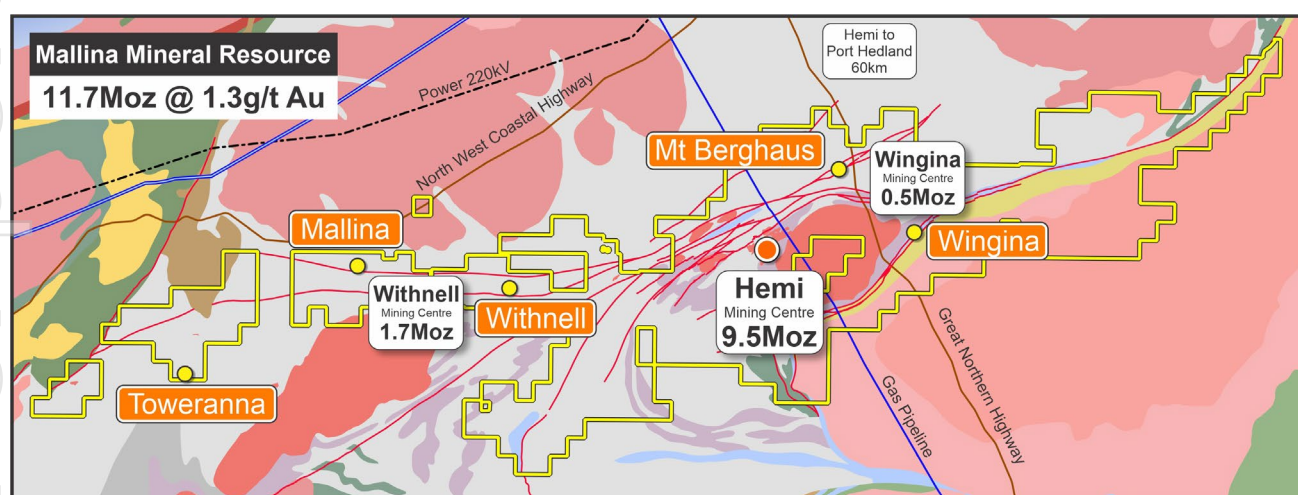 Mallina Mineral Resource
11.7Moz @ 1.3g/t Au
Power 220kV
North West Coastal Highway
Hemi to
Port Hedland
60km
Mt Berghaus
Wingina
Mining Centre
0.5Moz
Mallina
Wingina
Withnell
Mining Centre
1.7Moz
Withnell
Hemi
Mining Centre
9.5Moz
Toweranna
Gas Pipeline
Great Northern Highway